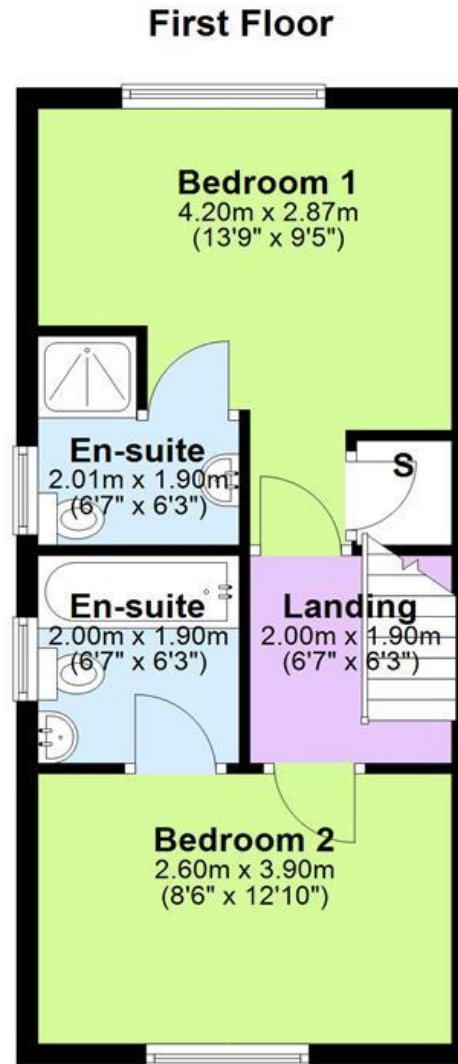 First Floor
Bedroom 1
4.20m x 2.87m
(13'9" x 9'5")
En-suite
2.01m x 1.90m
(6'7" x 6'3")
S
En-suite
2.00m x 1.90m
(6'7" x 6'3")
Landing
2.00m x 1.90m
(6'7" x 6'3")
Bedroom 2
2.60m x 3.90m
(8'6" x 12'10")